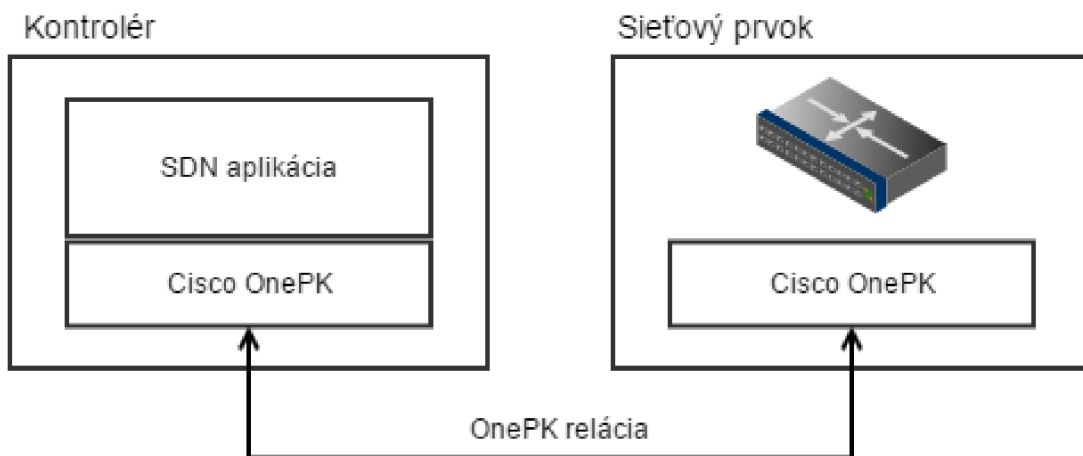 Kontrolér
Sieťový prvok
SDN aplikácia
Cisco OnePK
Cisco OnePK
OnePK relácia